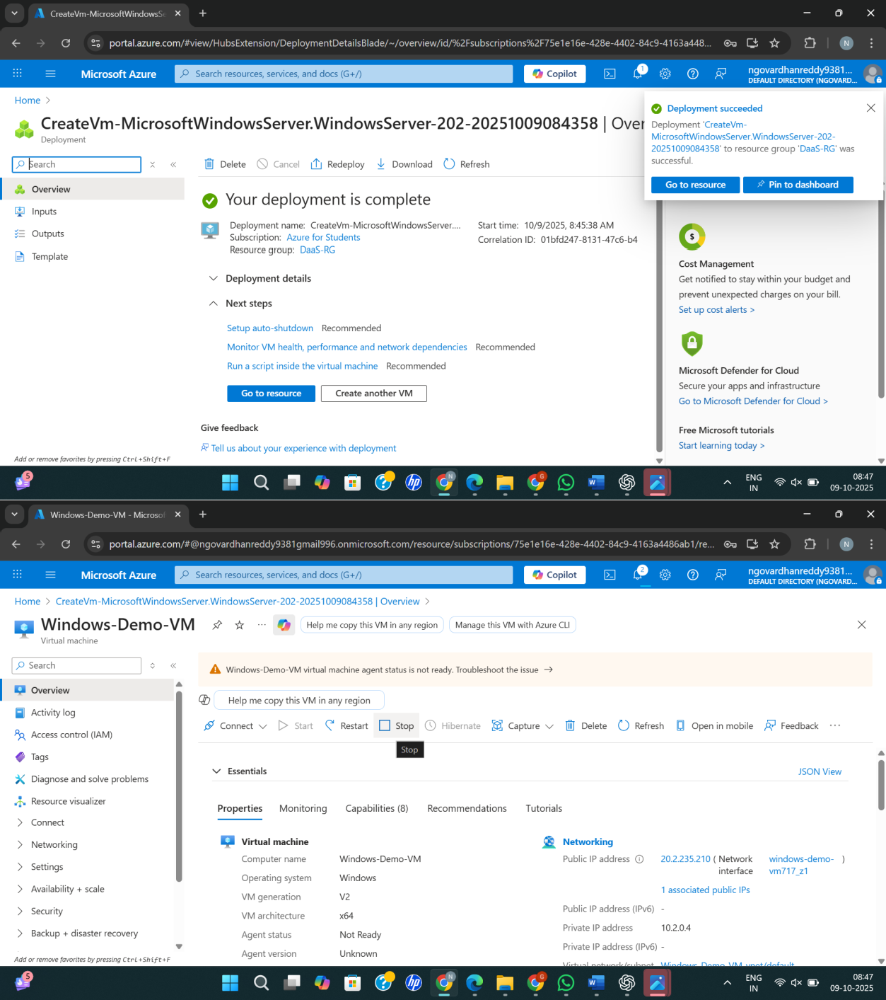 CreateVm-MicrosoftWindowsSe
portal.azure.com/#view/HubsExtension/DeploymentDetailsBlade/~/overview/id/%2Fsubscriptions%2F75e1e16e-428e-4402-84c9-4163a448...
N
Microsoft Azure
Search resources, services, and docs (G+/)
Copilot
1
ngovardhanreddy9381...
DEFAULT DIRECTORY (NGOVARD...
Home >
CreateVm-MicrosoftWindowsServer.WindowsServer-202-20251009084358 | Over
Deployment
Deployment succeeded
Deployment 'CreateVm-
MicrosoftWindowsServer.WindowsServer-202-
20251009084358' to resource group 'DaaS-RG' was
successful.
Go to resource
Pin to dashboard
Search
Delete
Cancel
Redeploy
Download
Refresh
Overview
Inputs
Outputs
Template
Your deployment is complete
Deployment name: CreateVm-MicrosoftWindowsServer....
Subscription: Azure for Students
Resource group: DaaS-RG
Start time: 10/9/2025, 8:45:38 AM
Correlation ID: 01bfd247-8131-47c6-b4
Deployment details
Next steps
Setup auto-shutdown Recommended
Monitor VM health, performance and network dependencies Recommended
Run a script inside the virtual machine Recommended
Go to resource
Create another VM
Give feedback
Tell us about your experience with deployment
Cost Management
Get notified to stay within your budget and
prevent unexpected charges on your bill.
Set up cost alerts >
Microsoft Defender for Cloud
Secure your apps and infrastructure
Go to Microsoft Defender for Cloud >
Free Microsoft tutorials
Start learning today >
Add or remove favorites by pressing Ctrl+Shift+F
5
ENG
IN
08:47
09-10-2025
Windows-Demo-VM - Microsof
portal.azure.com/#@ngovardhanreddy9381gmail996.onmicrosoft.com/resource/subscriptions/75e1e16e-428e-4402-84c9-4163a4486ab1/re...
N
Microsoft Azure
Search resources, services, and docs (G+/)
Copilot
2
ngovardhanreddy9381...
DEFAULT DIRECTORY (NGOVARD...
Home > CreateVm-MicrosoftWindowsServer.WindowsServer-202-20251009084358 | Overview >
Windows-Demo-VM
Virtual machine
Help me copy this VM in any region
Manage this VM with Azure CLI
Search
Overview
Activity log
Access control (IAM)
Tags
Diagnose and solve problems
Resource visualizer
Connect
Networking
Settings
Availability + scale
Security
Backup + disaster recovery
Windows-Demo-VM virtual machine agent status is not ready. Troubleshoot the issue →
Help me copy this VM in any region
Connect
Start
Restart
Stop
Hibernate
Capture
Delete
Refresh
Open in mobile
Feedback
Stop
Essentials
JSON View
Properties
Monitoring
Capabilities (8)
Recommendations
Tutorials
Virtual machine
Computer name Windows-Demo-VM
Operating system Windows
VM generation V2
VM architecture x64
Agent status Not Ready
Agent version Unknown
Networking
Public IP address 20.2.235.210 ( Network interface windows-demo-vm717_z1 )
1 associated public IPs
Public IP address (IPv6) -
Private IP address 10.2.0.4
Private IP address (IPv6) -
Virtual network/subnet Windows-Demo-VM-vnet/default
Add or remove favorites by pressing Ctrl+Shift+F
5
ENG
IN
08:47
09-10-2025